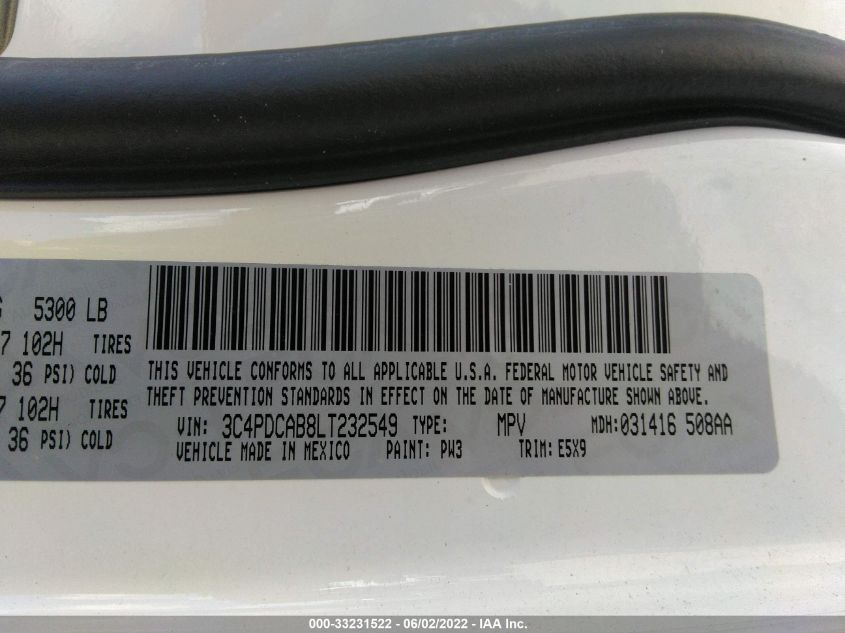 5300 LB
7 102H TIRES
36 PSI) COLD
7 102H TIRES
36 PSI) COLD
THIS VEHICLE CONFORMS TO ALL APPLICABLE U.S.A. FEDERAL MOTOR VEHICLE SAFETY AND
THEFT PREVENTION STANDARDS IN EFFECT ON THE DATE OF MANUFACTURE SHOWN ABOVE.
VIN: 3C4PDCAB8LT232549 TYPE: MPV MDH:031416 508AA
VEHICLE MADE IN MEXICO PAINT: PW3 TRIM: E5X9
000-33231522 - 06/02/2022 - IAA Inc.